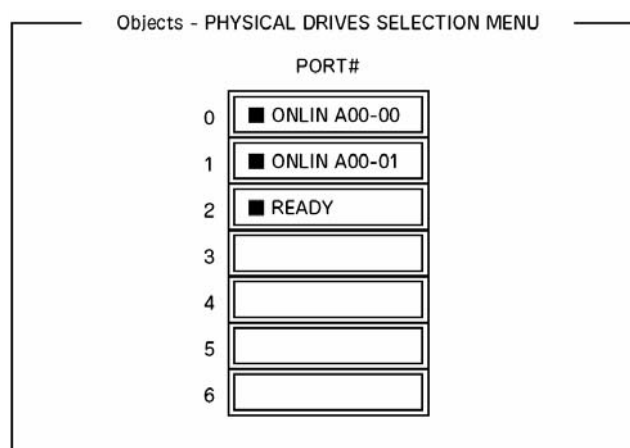 Objects - PHYSICAL DRIVES SELECTION MENU
PORT#
0 ■ ONLIN A00-00
1 ■ ONLIN A00-01
2 ■ READY
3
4
5
6